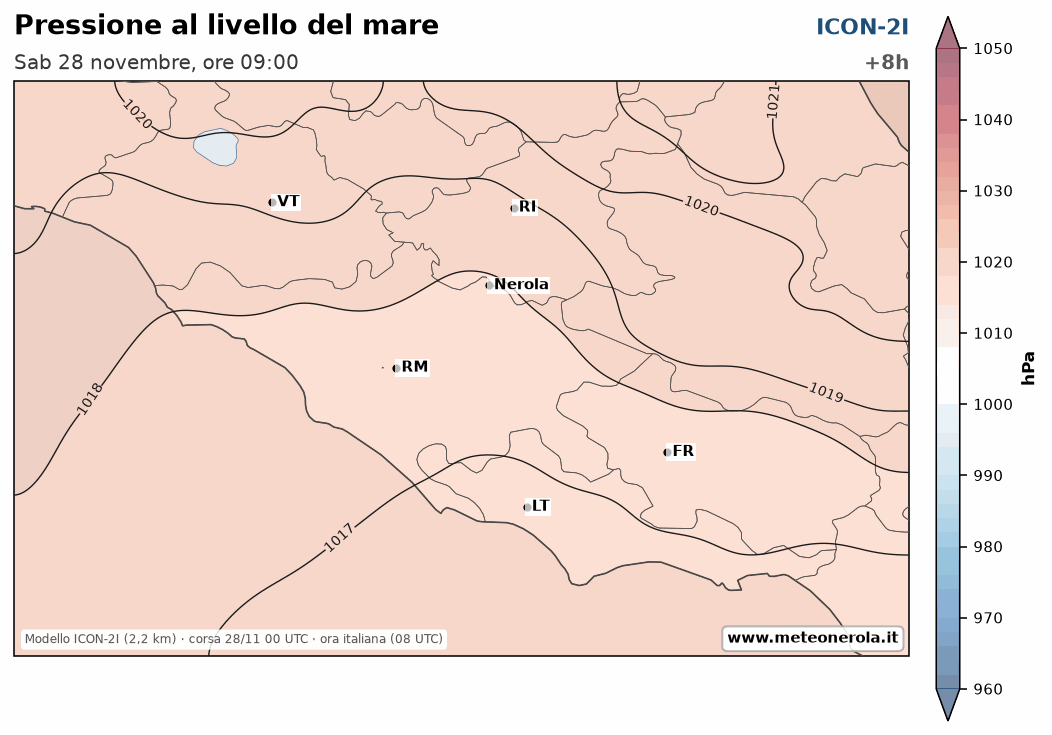 Pressione al livello del mare
ICON-2I
Sab 28 novembre, ore 09:00
+8h
1020
1021
VT
RI
1020
Nerola
RM
1018
1019
FR
LT
1017
Modello ICON-2I (2,2 km) · corsa 28/11 00 UTC · ora italiana (08 UTC)
www.meteonerola.it
1050
1040
1030
1020
1010
1000
990
980
970
960
hPa